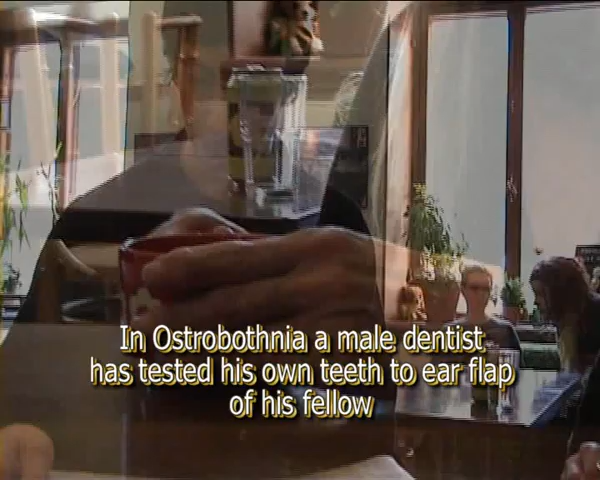 In Ostrobothnia a male dentist
has tested his own teeth to ear flap
of his fellow